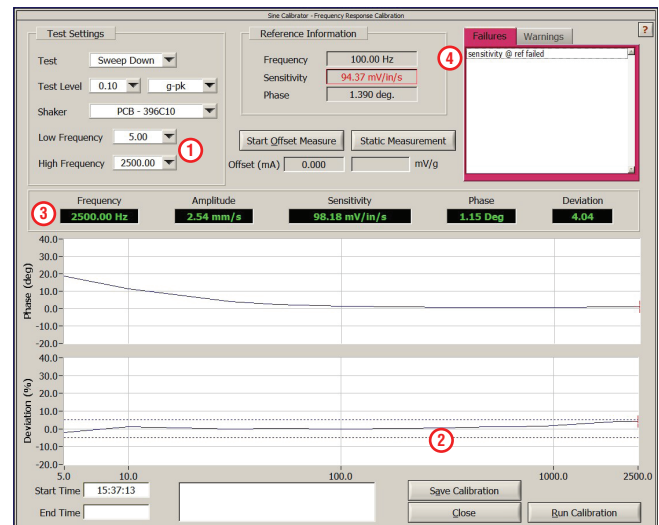 Sine Calibrator - Frequency Response Calibration
Test Settings
Test Sweep Down
Test Level 0.10 g-pk
Shaker PCB - 396C10
Low Frequency 5.00
High Frequency 2500.00
1
Reference Information
Frequency 100.00 Hz
Sensitivity 94.37 mV/in/s
Phase 1.390 deg.
Start Offset Measure Static Measurement
Offset (mA) 0.000 mV/g
Failures Warnings
?
4
sensitivity @ ref failed
Frequency Amplitude Sensitivity Phase Deviation
3 2500.00 Hz 2.54 mm/s 98.18 mV/in/s 1.15 Deg 4.04
Phase (deg)
40.0
30.0
20.0
10.0
0.0
-10.0
-20.0
Deviation (%)
40.0
30.0
20.0
10.0
0.0
-10.0
-20.0
2
5.0 10.0 100.0 1000.0 2500.0
Start Time 15:37:13
End Time
Save Calibration
Close
Run Calibration